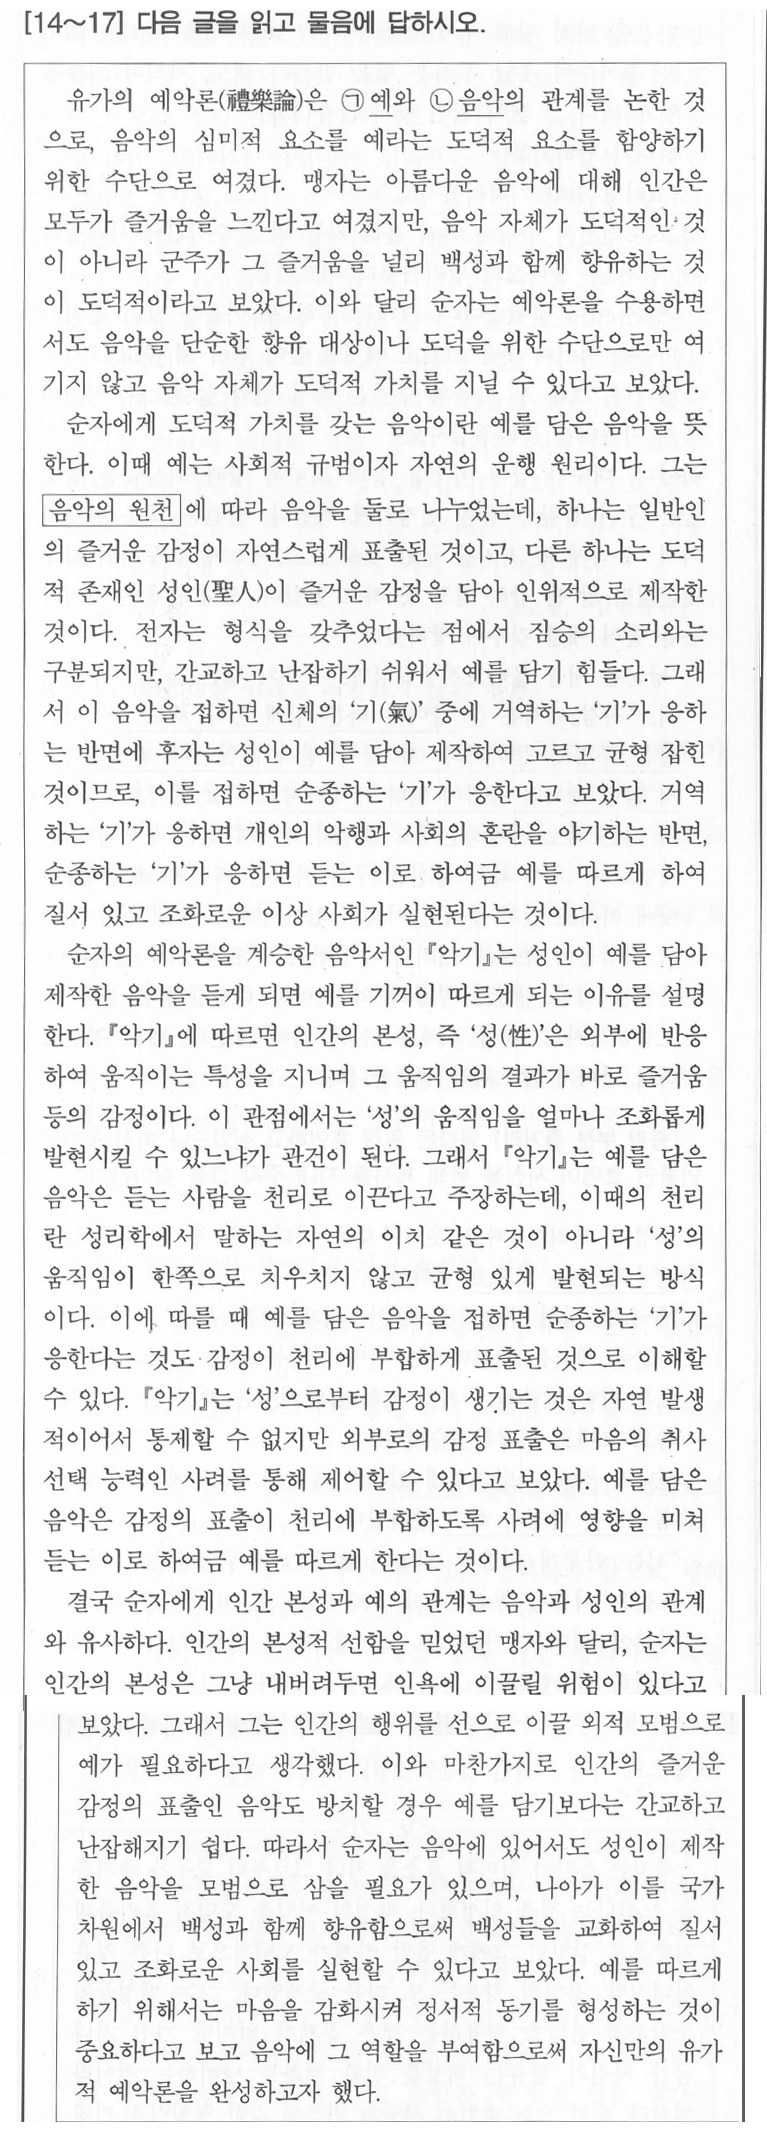 [14~17] 다음 글을 읽고 물음에 답하시오.
유가의 예악론(禮樂論)은 ㉠예와 ㉡음악의 관계를 논한 것
으로, 음악의 심미적 요소를 예라는 도덕적 요소를 함양하기
위한 수단으로 여겼다. 맹자는 아름다운 음악에 대해 인간은
모두가 즐거움을 느낀다고 여겼지만, 음악 자체가 도덕적인 것
이 아니라 군주가 그 즐거움을 널리 백성과 함께 향유하는 것
이 도덕적이라고 보았다. 이와 달리 순자는 예악론을 수용하면
서도 음악을 단순한 향유 대상이나 도덕을 위한 수단으로만 여
기지 않고 음악 자체가 도덕적 가치를 지닐 수 있다고 보았다.
순자에게 도덕적 가치를 갖는 음악이란 예를 담은 음악을 뜻
한다. 이때 예는 사회적 규범이자 자연의 운행 원리이다. 그는
음악의 원천에 따라 음악을 둘로 나누었는데, 하나는 일반인
의 즐거운 감정이 자연스럽게 표출된 것이고, 다른 하나는 도덕
적 존재인 성인(聖人)이 즐거운 감정을 담아 인위적으로 제작한
것이다. 전자는 형식을 갖추었다는 점에서 짐승의 소리와는
구분되지만, 간교하고 난잡하기 쉬워서 예를 담기 힘들다. 그래
서 이 음악을 접하면 신체의 ‘기(氣)’ 중에 거역하는 ‘기’가 응하
는 반면에 후자는 성인이 예를 담아 제작하여 고르고 균형 잡힌
것이므로, 이를 접하면 순종하는 ‘기’가 응한다고 보았다. 거역
하는 ‘기’가 응하면 개인의 악행과 사회의 혼란을 야기하는 반면,
순종하는 ‘기’가 응하면 듣는 이로 하여금 예를 따르게 하여
질서 있고 조화로운 이상 사회가 실현된다는 것이다.
순자의 예악론을 계승한 음악서인 『악기』는 성인이 예를 담아
제작한 음악을 듣게 되면 예를 기꺼이 따르게 되는 이유를 설명
한다. 『악기』에 따르면 인간의 본성, 즉 ‘성(性)’은 외부에 반응
하여 움직이는 특성을 지니며 그 움직임의 결과가 바로 즐거움
등의 감정이다. 이 관점에서는 ‘성’의 움직임을 얼마나 조화롭게
발현시킬 수 있느냐가 관건이 된다. 그래서 『악기』는 예를 담은
음악은 듣는 사람을 천리로 이끈다고 주장하는데, 이때의 천리
란 성리학에서 말하는 자연의 이치 같은 것이 아니라 ‘성’의
움직임이 한쪽으로 치우치지 않고 균형 있게 발현되는 방식
이다. 이에 따를 때 예를 담은 음악을 접하면 순종하는 ‘기’가
응한다는 것도 감정이 천리에 부합하게 표출된 것으로 이해할
수 있다. 『악기』는 ‘성’으로부터 감정이 생기는 것은 자연 발생
적이어서 통제할 수 없지만 외부로의 감정 표출은 마음의 취사
선택 능력인 사려를 통해 제어할 수 있다고 보았다. 예를 담은
음악은 감정의 표출이 천리에 부합하도록 사려에 영향을 미쳐
듣는 이로 하여금 예를 따르게 한다는 것이다.
결국 순자에게 인간 본성과 예의 관계는 음악과 성인의 관계
와 유사하다. 인간의 본성적 선함을 믿었던 맹자와 달리, 순자는
인간의 본성은 그냥 내버려두면 인욕에 이끌릴 위험이 있다고
보았다. 그래서 그는 인간의 행위를 선으로 이끌 외적 모범으로
예가 필요하다고 생각했다. 이와 마찬가지로 인간의 즐거운
감정의 표출인 음악도 방치할 경우 예를 담기보다는 간교하고
난잡해지기 쉽다. 따라서 순자는 음악에 있어서도 성인이 제작
한 음악을 모범으로 삼을 필요가 있으며, 나아가 이를 국가
차원에서 백성과 함께 향유함으로써 백성들을 교화하여 질서
있고 조화로운 사회를 실현할 수 있다고 보았다. 예를 따르게
하기 위해서는 마음을 감화시켜 정서적 동기를 형성하는 것이
중요하다고 보고 음악에 그 역할을 부여함으로써 자신만의 유가
적 예악론을 완성하고자 했다.